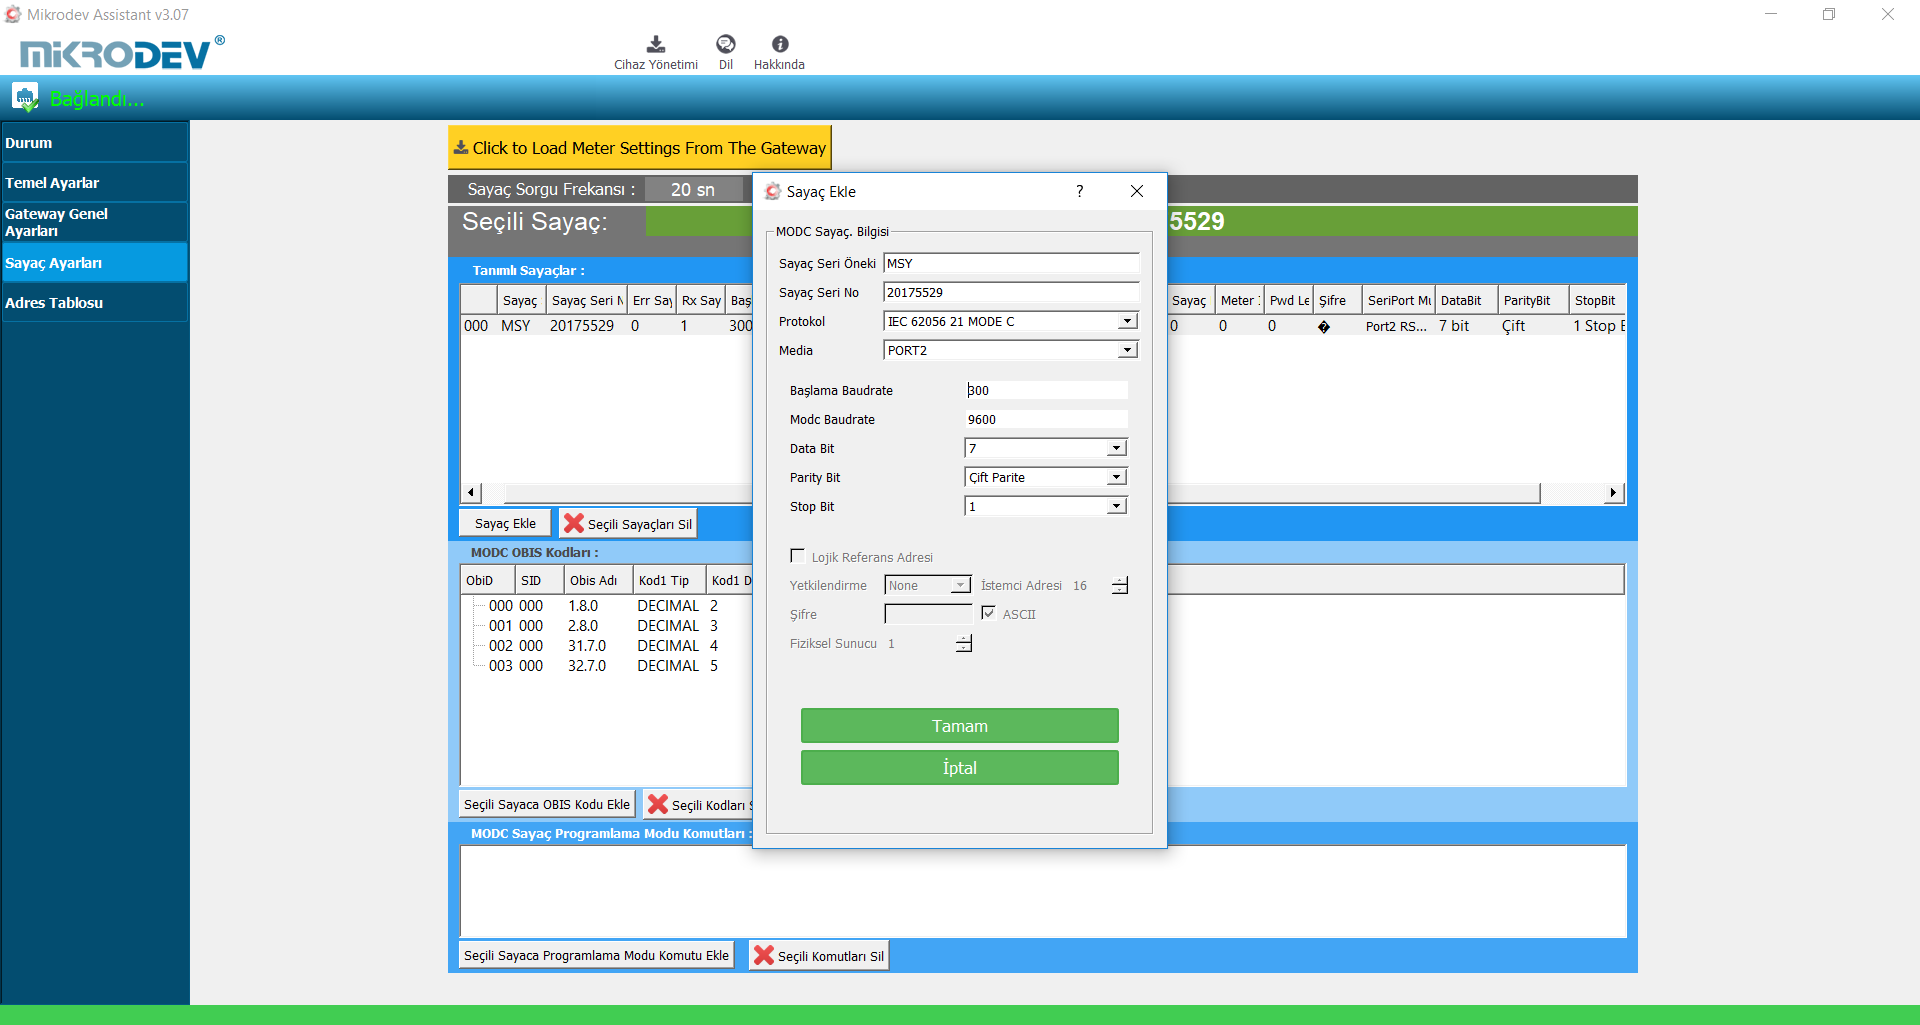 Mikrodev Assistant v3.07
MIKRODEV®
Cihaz Yönetimi
Dil
Hakkında
Bağlandı...
Durum
Temel Ayarlar
Gateway Genel
Ayarları
Sayaç Ayarları
Adres Tablosu
Click to Load Meter Settings From The Gateway
Sayaç Sorgu Frekansı : 20 sn
Seçili Sayaç: 5529
Tanımlı Sayaçlar :
Sayaç Sayaç Seri N Err Say Rx Say Baş Sayaç Meter Pwd Le Şifre SeriPort Mu DataBit ParityBit StopBit
000 MSY 20175529 0 1 300 0 0 0 � Port2 RS... 7 bit Çift 1 Stop B
Sayaç Ekle
Seçili Sayaçları Sil
MODC OBIS Kodları :
ObiD SID Obis Adı Kod1 Tip Kod1 D
000 000 1.8.0 DECIMAL 2
001 000 2.8.0 DECIMAL 3
002 000 31.7.0 DECIMAL 4
003 000 32.7.0 DECIMAL 5
Seçili Sayaca OBIS Kodu Ekle
Seçili Kodları S
MODC Sayaç Programlama Modu Komutları :
Seçili Sayaca Programlama Modu Komutu Ekle
Seçili Komutları Sil
Sayaç Ekle
?
MODC Sayaç. Bilgisi
Sayaç Seri Öneki MSY
Sayaç Seri No 20175529
Protokol IEC 62056 21 MODE C
Media PORT2
Başlama Baudrate 300
Modc Baudrate 9600
Data Bit 7
Parity Bit Çift Parite
Stop Bit 1
Lojik Referans Adresi
Yetkilendirme None İstemci Adresi 16
Şifre ASCII
Fiziksel Sunucu 1
Tamam
İptal